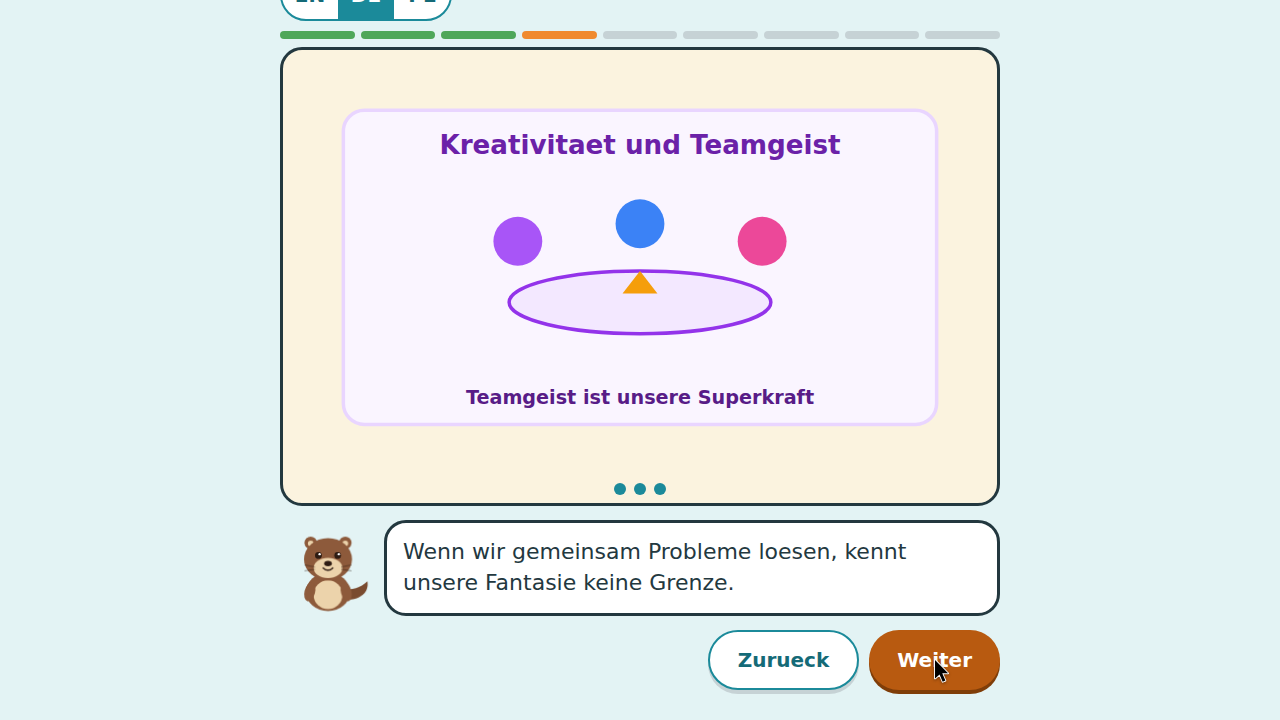 Kreativitaet und Teamgeist
Teamgeist ist unsere Superkraft
Wenn wir gemeinsam Probleme loesen, kennt
unsere Fantasie keine Grenze.
Zurueck
Weiter